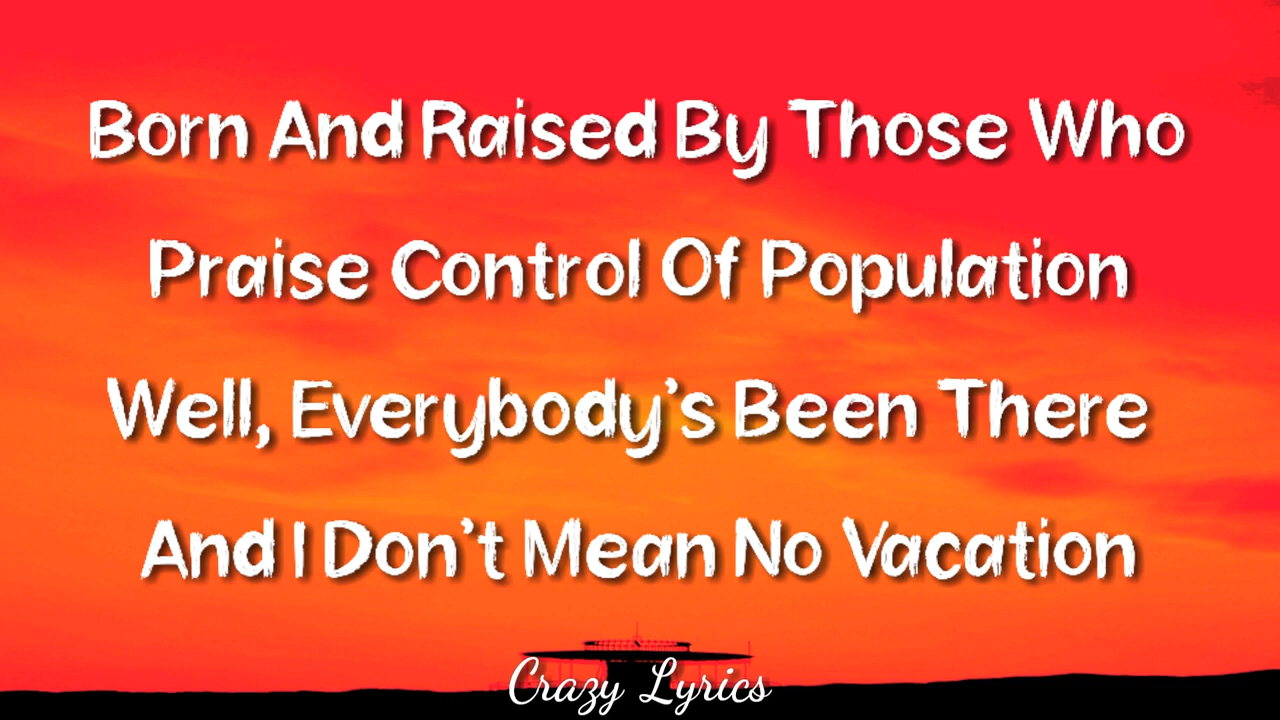 Born And Raised By Those Who
Praise Control Of Population
Well, Everybody's Been There
And I Don't Mean No Vacation
Crazy Lyrics